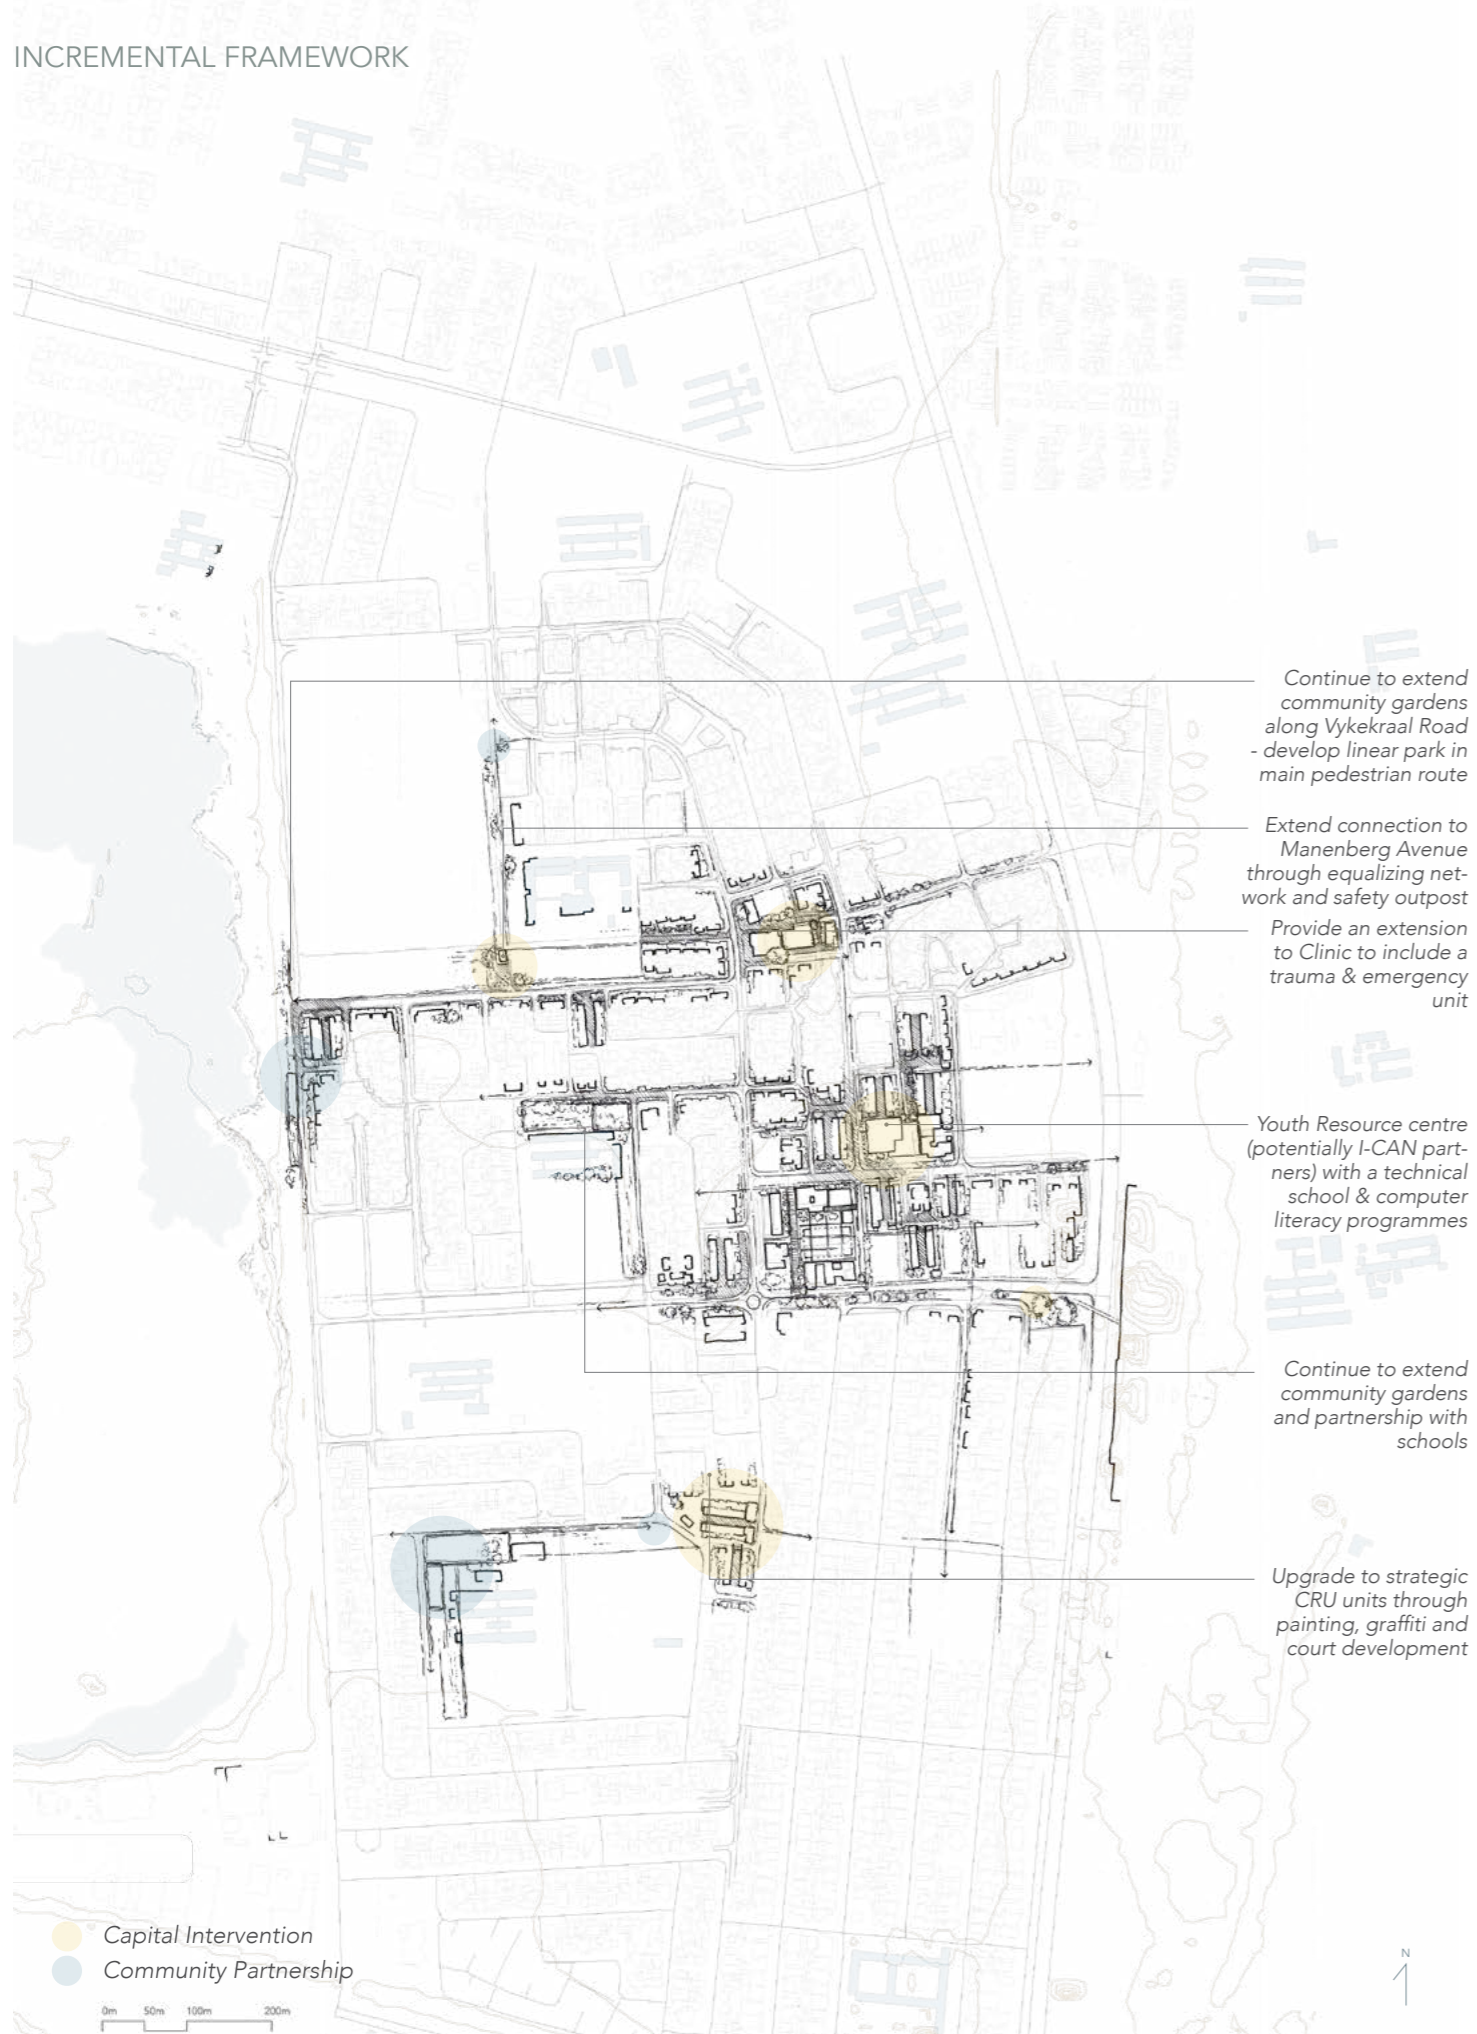 INCREMENTAL FRAMEWORK
Continue to extend
community gardens
along Vykekraal Road
- develop linear park in
main pedestrian route
Extend connection to
Manenberg Avenue
through equalizing net-
work and safety outpost
Provide an extension
to Clinic to include a
trauma & emergency
unit
Youth Resource centre
(potentially I-CAN part-
ners) with a technical
school & computer
literacy programmes
Continue to extend
community gardens
and partnership with
schools
Upgrade to strategic
CRU units through
painting, graffiti and
court development
Capital Intervention
Community Partnership
0m 50m 100m 200m
N